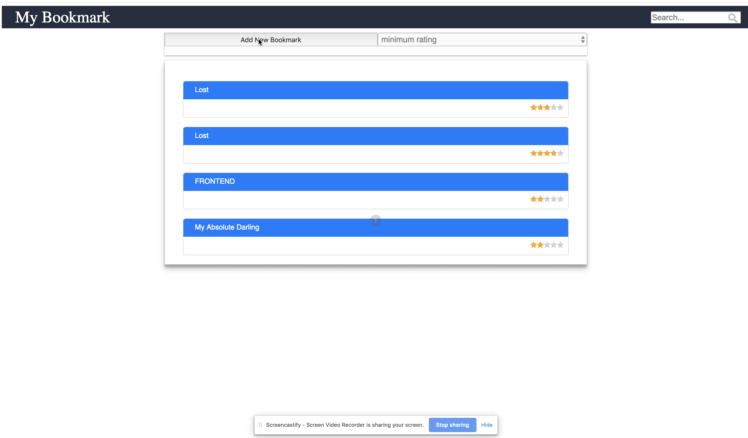 My Bookmark
Search...
Add New Bookmark
minimum rating
Lost
Lost
FRONTEND
My Absolute Darling
Screencastify - Screen Video Recorder is sharing your screen. Stop sharing Hide